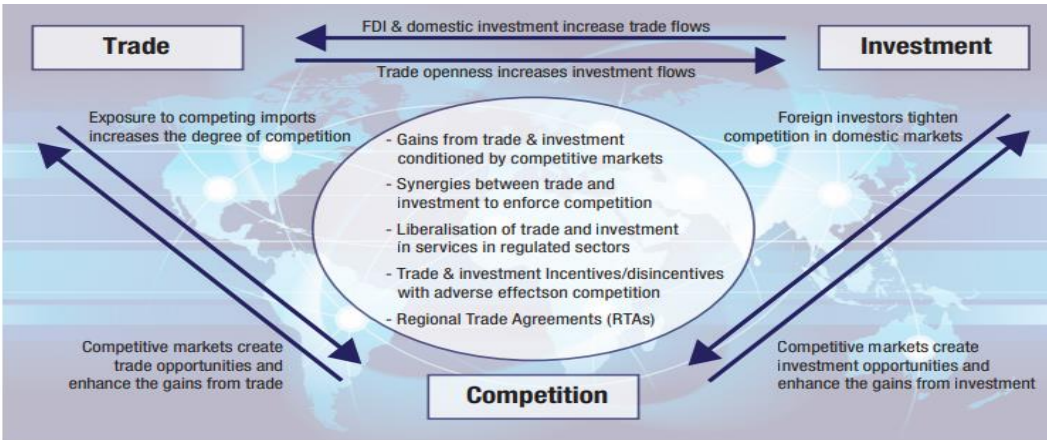 FDI & domestic investment increase trade flows
Trade
Investment
Trade openness increases investment flows
Exposure to competing imports
increases the degree of competition
Foreign investors tighten
competition in domestic markets
- Gains from trade & investment
conditioned by competitive markets
- Synergies between trade and
investment to enforce competition
- Liberalisation of trade and investment
in services in regulated sectors
- Trade & investment Incentives/disincentives
with adverse effectson competition
- Regional Trade Agreements (RTAs)
Competitive markets create
trade opportunities and
enhance the gains from trade
Competitive markets create
investment opportunities and
enhance the gains from investment
Competition